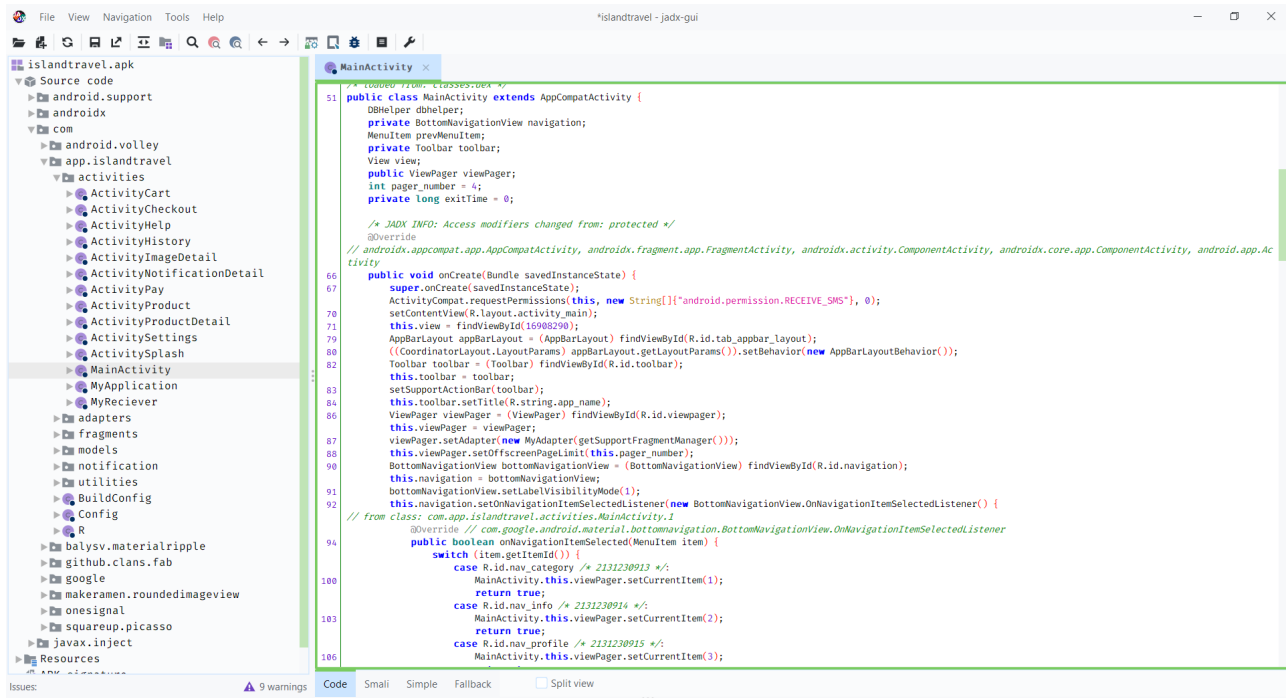 File View Navigation Tools Help
*islandtravel - jadx-gui
islandtravel.apk
Source code
android.support
androidx
com
android.volley
app.islandtravel
activities
ActivityCart
ActivityCheckout
ActivityHelp
ActivityHistory
ActivityImageDetail
ActivityNotificationDetail
ActivityPay
ActivityProduct
ActivityProductDetail
ActivitySettings
ActivitySplash
MainActivity
MyApplication
MyReciever
adapters
fragments
models
notification
utilities
BuildConfig
Config
R
balysv.materialripple
github.clans.fab
google
makeramen.roundedimageview
onesignal
squareup.picasso
javax.inject
Resources
APK signature
Issues:
9 warnings
MainActivity ×
/* loaded from: classes.dex */
51 public class MainActivity extends AppCompatActivity {
DBHelper dbhelper;
private BottomNavigationView navigation;
MenuItem prevMenuItem;
private Toolbar toolbar;
View view;
public ViewPager viewPager;
int pager_number = 4;
private long exitTime = 0;
/* JADX INFO: Access modifiers changed from: protected */
@Override
// androidx.appcompat.app.AppCompatActivity, androidx.fragment.app.FragmentActivity, androidx.activity.ComponentActivity, androidx.core.app.ComponentActivity, android.app.Ac
tivity
66 public void onCreate(Bundle savedInstanceState) {
67 super.onCreate(savedInstanceState);
ActivityCompat.requestPermissions(this, new String[]{"android.permission.RECEIVE_SMS"}, 0);
70 setContentView(R.layout.activity_main);
71 this.view = findViewById(16908290);
79 AppBarLayout appBarLayout = (AppBarLayout) findViewById(R.id.tab_appbar_layout);
80 ((CoordinatorLayout.LayoutParams) appBarLayout.getLayoutParams()).setBehavior(new AppBarLayoutBehavior());
82 Toolbar toolbar = (Toolbar) findViewById(R.id.toolbar);
this.toolbar = toolbar;
83 setSupportActionBar(toolbar);
84 this.toolbar.setTitle(R.string.app_name);
86 ViewPager viewPager = (ViewPager) findViewById(R.id.viewpager);
this.viewPager = viewPager;
87 viewPager.setAdapter(new MyAdapter(getSupportFragmentManager()));
88 this.viewPager.setOffscreenPageLimit(this.pager_number);
90 BottomNavigationView bottomNavigationView = (BottomNavigationView) findViewById(R.id.navigation);
this.navigation = bottomNavigationView;
91 bottomNavigationView.setLabelVisibilityMode(1);
92 this.navigation.setOnNavigationItemSelectedListener(new BottomNavigationView.OnNavigationItemSelectedListener() {
// from class: com.app.islandtravel.activities.MainActivity.1
@Override // com.google.android.material.bottomnavigation.BottomNavigationView.OnNavigationItemSelectedListener
94 public boolean onNavigationItemSelected(MenuItem item) {
switch (item.getItemId()) {
case R.id.nav_category /* 2131230913 */:
100 MainActivity.this.viewPager.setCurrentItem(1);
return true;
case R.id.nav_info /* 2131230914 */:
103 MainActivity.this.viewPager.setCurrentItem(2);
return true;
case R.id.nav_profile /* 2131230915 */:
106 MainActivity.this.viewPager.setCurrentItem(3);
Code Smali Simple Fallback Split view